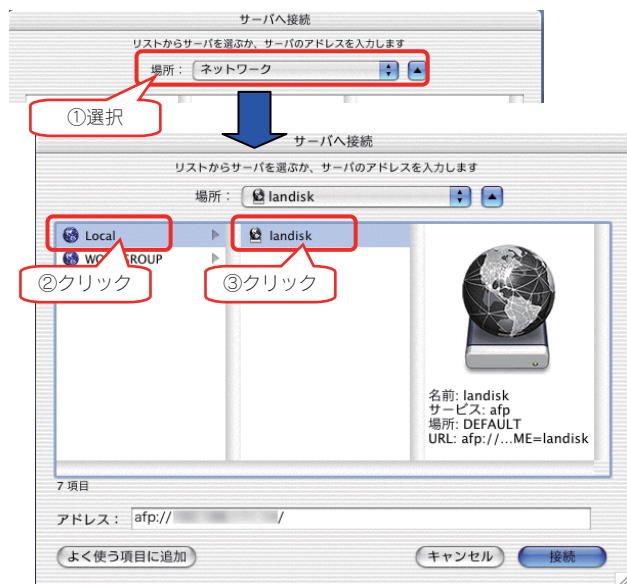 サーバへ接続
リストからサーバを選ぶか、サーバのアドレスを入力します
場所： ネットワーク
①選択
サーバへ接続
リストからサーバを選ぶか、サーバのアドレスを入力します
場所： landisk
Local
landisk
②クリック
③クリック
名前: landisk
サービス: afp
場所: DEFAULT
URL: afp://...ME=landisk
7 項目
アドレス： afp:// /
よく使う項目に追加
キャンセル
接続